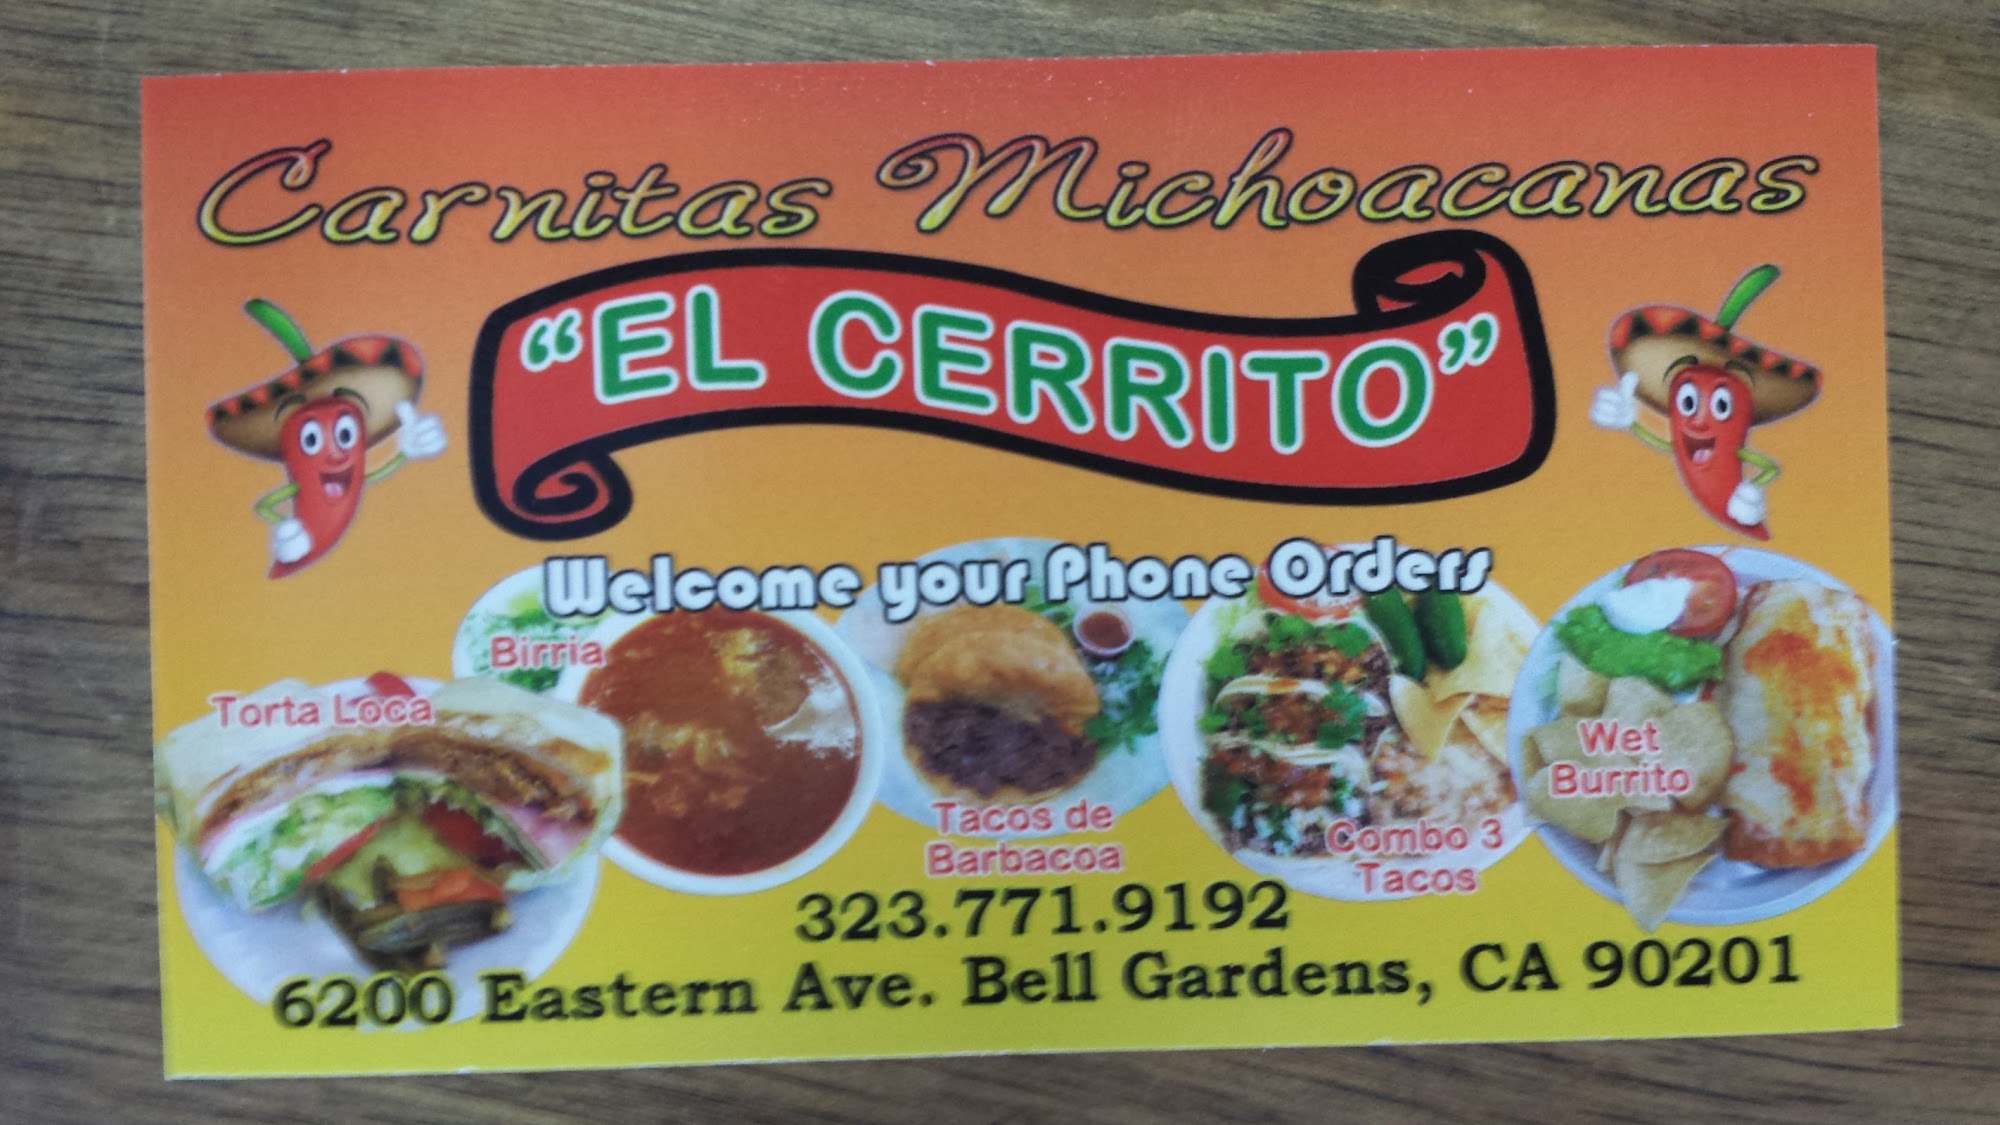 Carnitas Michoacanas
"EL CERRITO"
Welcome your Phone Orders
Torta Loca
Birria
Tacos de
Barbacoa
Combo 3
Tacos
Wet
Burrito
323.771.9192
6200 Eastern Ave. Bell Gardens, CA 90201